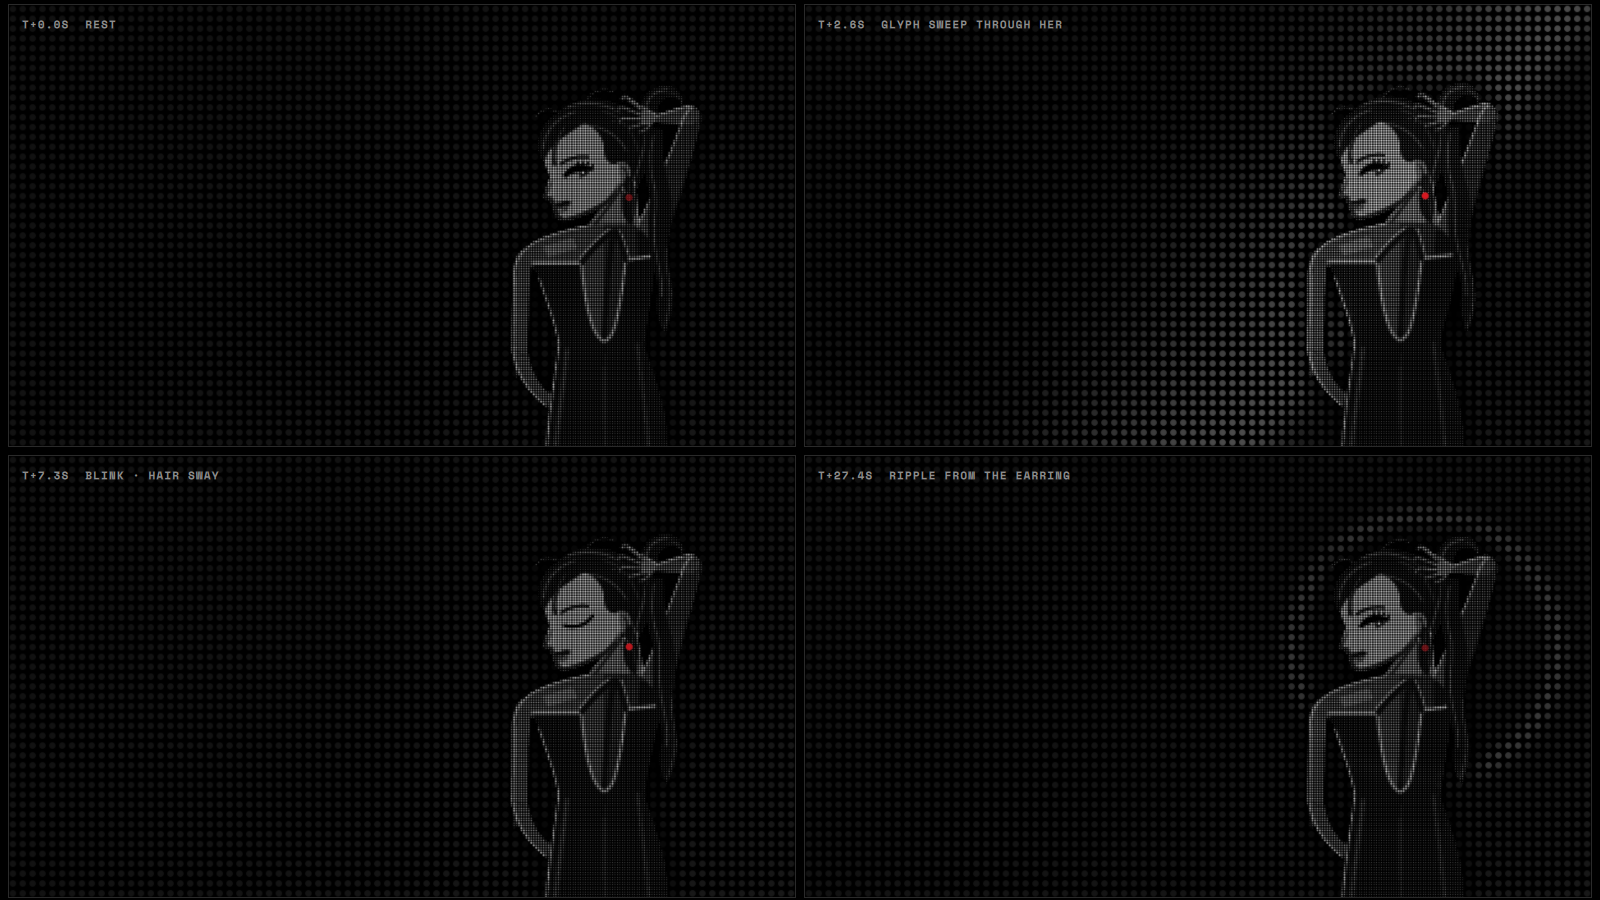 T+0.0S  REST
T+2.6S  GLYPH SWEEP THROUGH HER
T+7.3S  BLINK · HAIR SWAY
T+27.4S  RIPPLE FROM THE EARRING